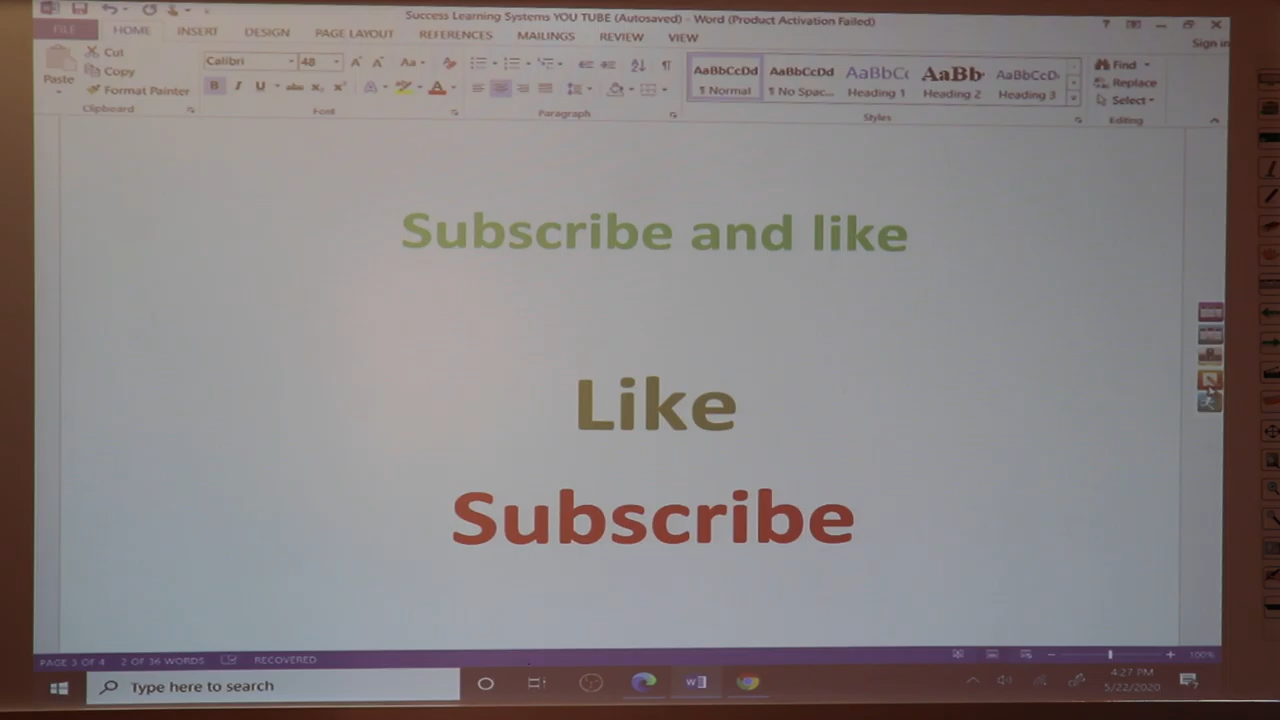 Success Learning Systems YOU TUBE (Autosaved) - Word (Product Activation Failed)
FILE HOME INSERT DESIGN PAGE LAYOUT REFERENCES MAILINGS REVIEW VIEW
Sign in
Paste
Cut
Copy
Format Painter
Clipboard
Calibri 48
Font
Paragraph
AaBbCcDd AaBbCcDd AaBbCc AaBb AaBbCcD
¶ Normal ¶ No Spac... Heading 1 Heading 2 Heading 3
Styles
Find
Replace
Select
Editing
Subscribe and like
Like
Subscribe
PAGE 3 OF 4 2 OF 36 WORDS RECOVERED
100%
Type here to search
4:27 PM
5/22/2020